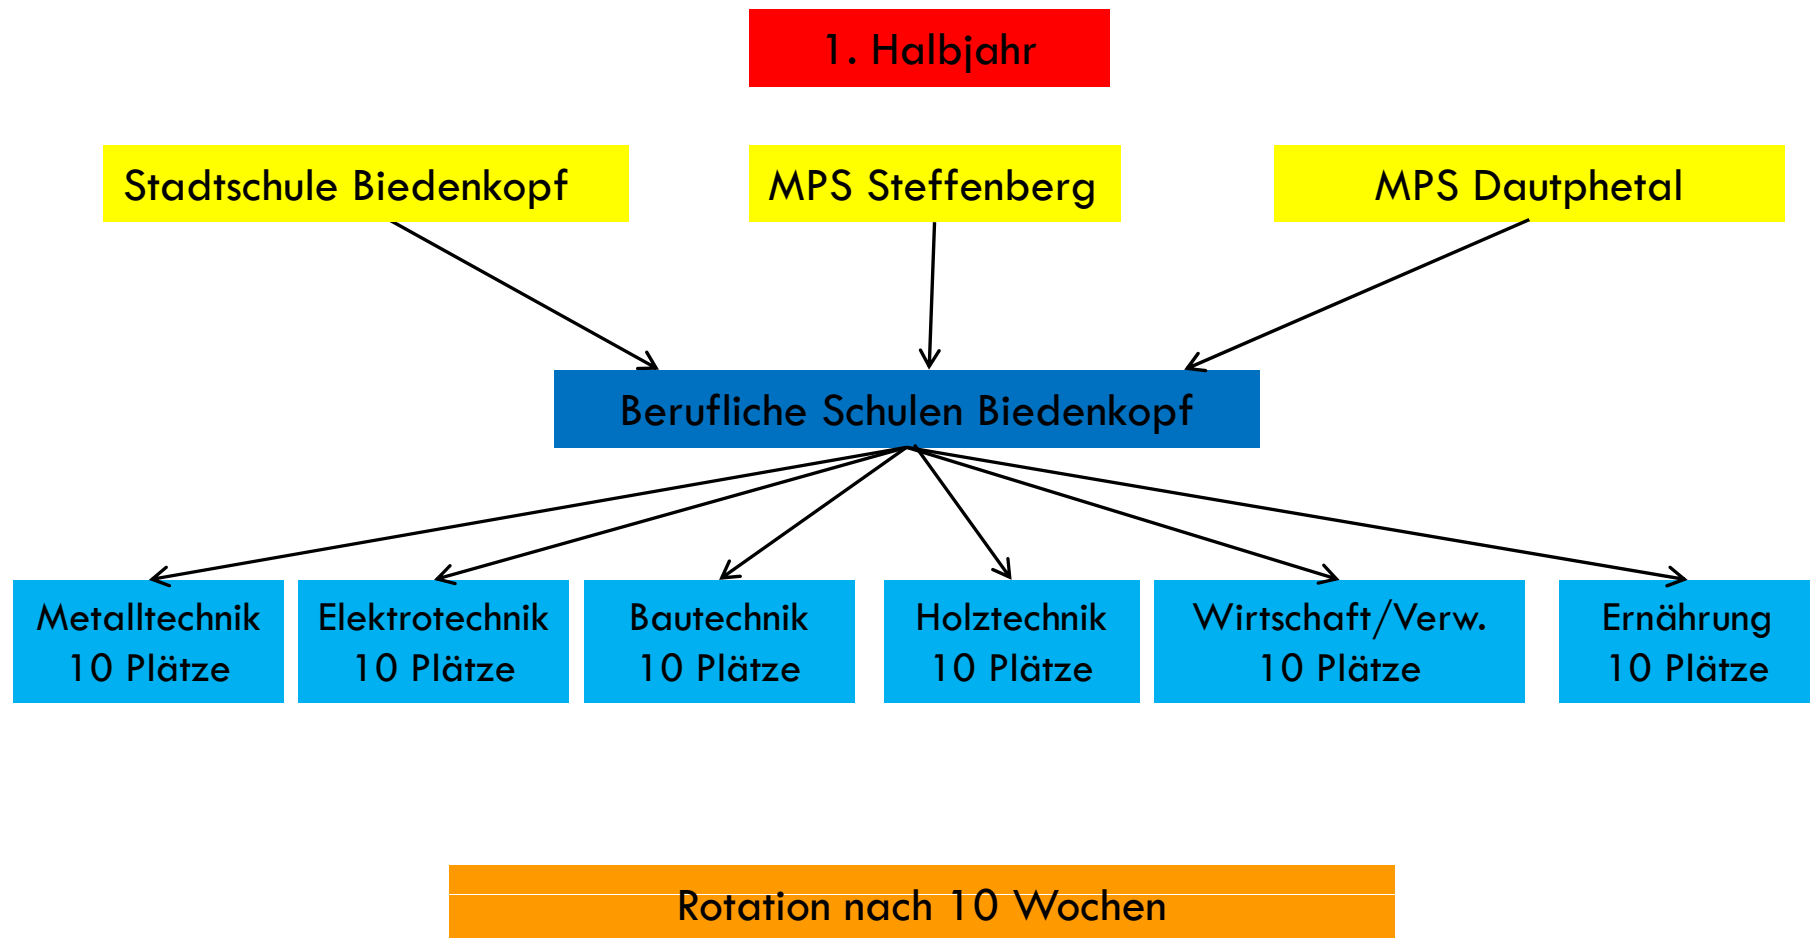 1. Halbjahr
Stadtschule Biedenkopf
MPS Steffenberg
MPS Dautphetal
Berufliche Schulen Biedenkopf
Metalltechnik
10 Plätze
Elektrotechnik
10 Plätze
Bautechnik
10 Plätze
Holztechnik
10 Plätze
Wirtschaft/Verw.
10 Plätze
Ernährung
10 Plätze
Rotation nach 10 Wochen